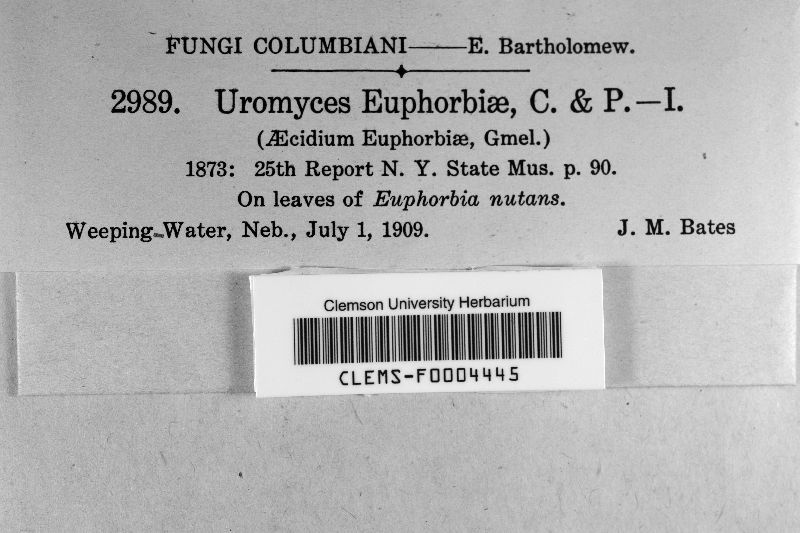 FUNGI COLUMBIANI——E. Bartholomew.
2989. Uromyces Euphorbiæ, C. & P.—I.
(Æcidium Euphorbiæ, Gmel.)
1873: 25th Report N. Y. State Mus. p. 90.
On leaves of Euphorbia nutans.
Weeping Water, Neb., July 1, 1909. J. M. Bates
Clemson University Herbarium
CLEMS-F0004445